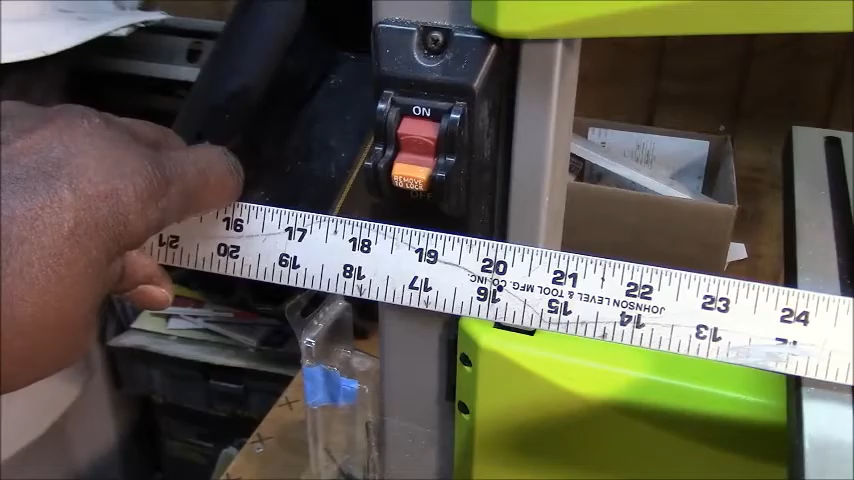 ON
REMOVE
TO LOCK
OFF
16 17 18 19 20 21 22 23 24
JOHNSON LEVEL & TOOL MFG. CO., INC.
21 20 19 18 17 16 15 14 13 12